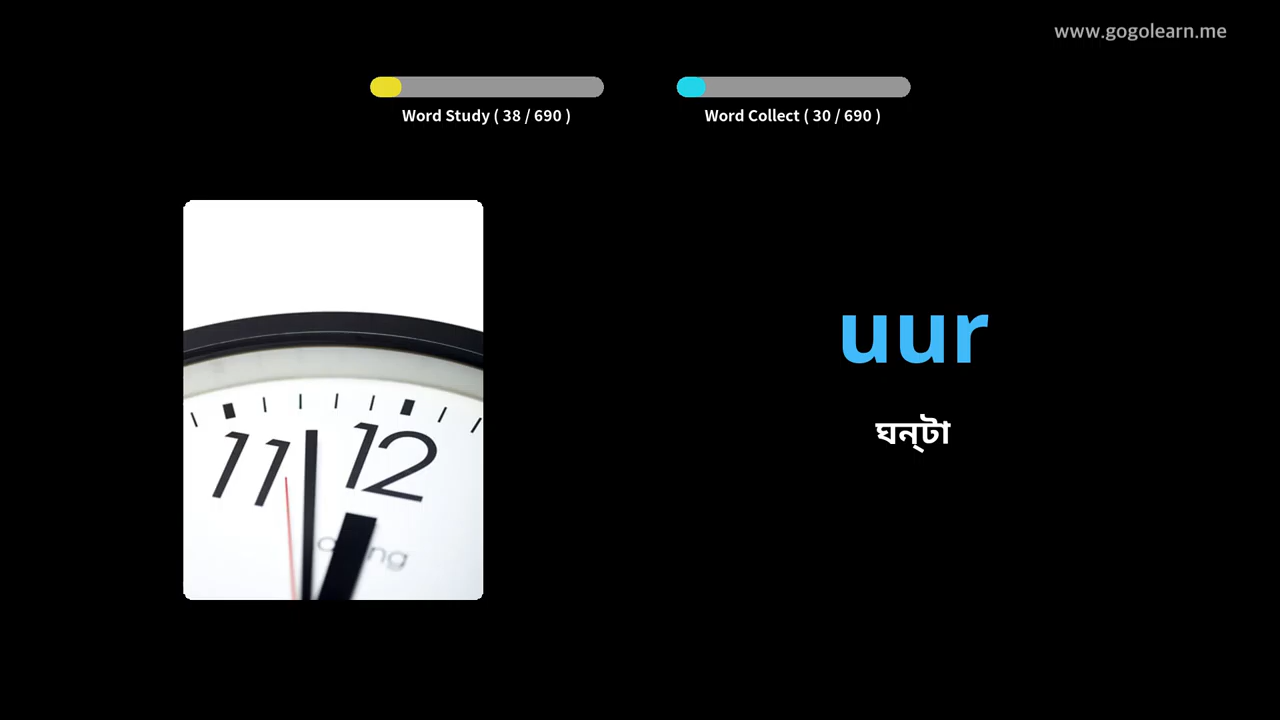 www.gogolearn.me
Word Study ( 38 / 690 )
Word Collect ( 30 / 690 )
11 12
uur
ঘন্‌টা